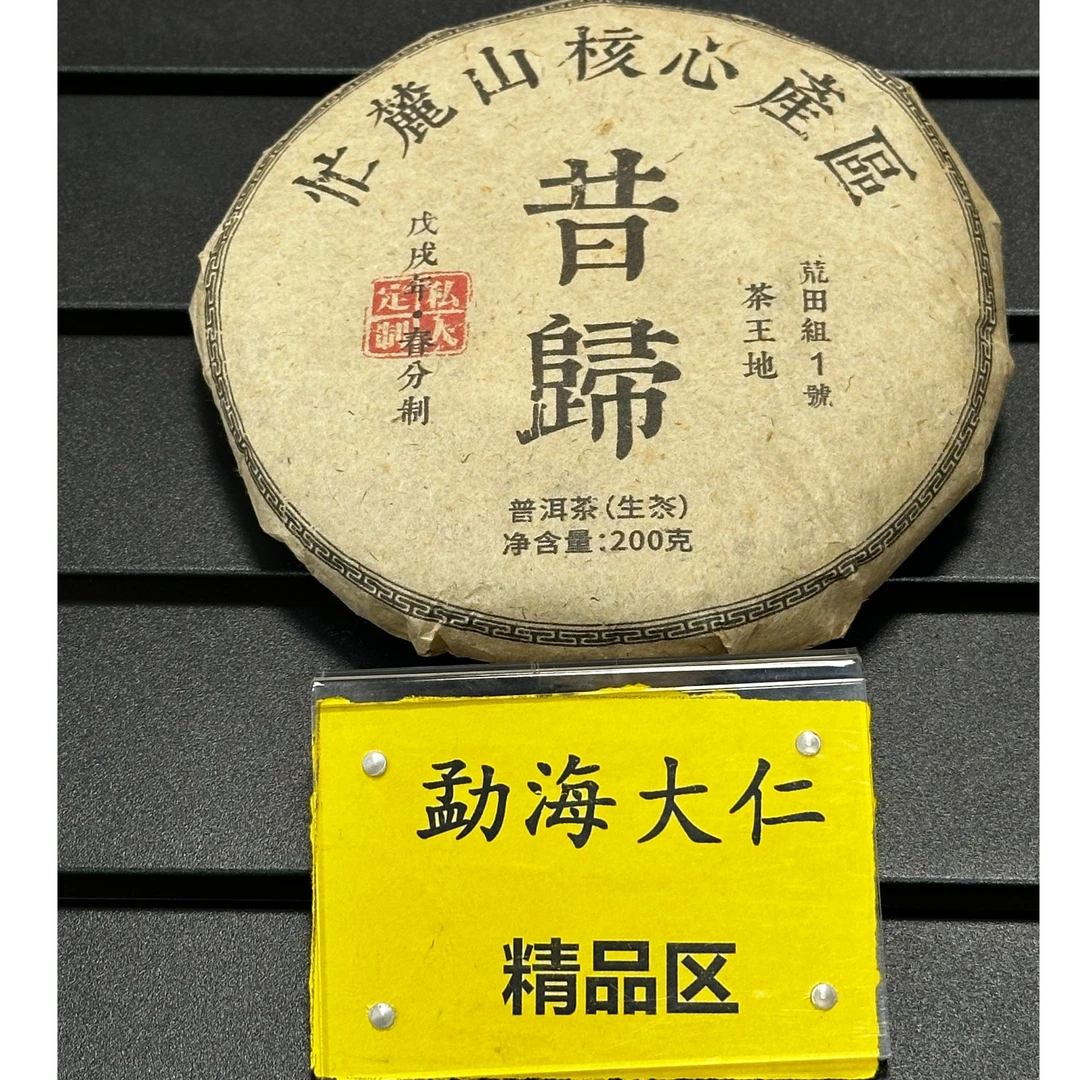 忙麓山核心產區
昔歸
荒田組1號
茶王地
戊戌年·春分制
私人定制
普洱茶(生茶)
净含量:200克
勐海大仁
精品区